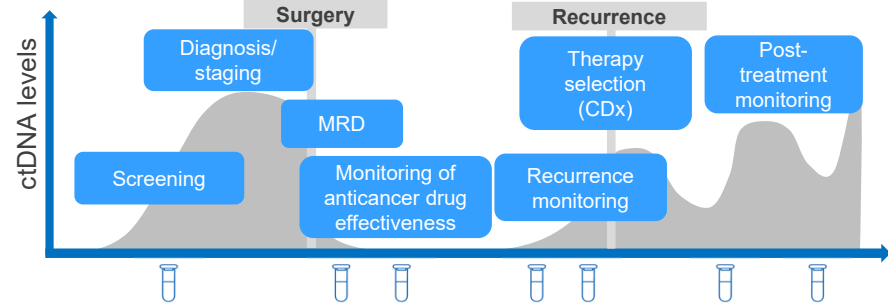 Surgery
Recurrence
ctDNA levels
Diagnosis/
staging
Therapy
selection
(CDx)
Post-
treatment
monitoring
MRD
Screening
Monitoring of
anticancer drug
effectiveness
Recurrence
monitoring